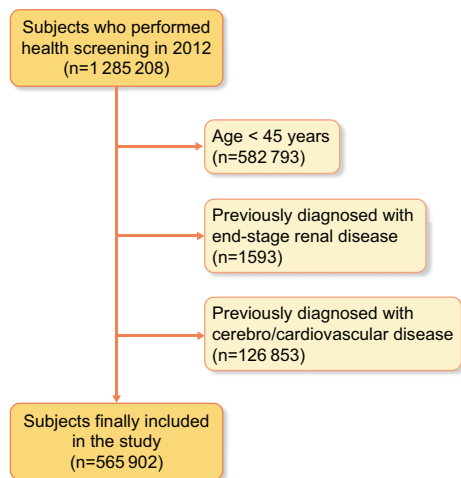 Subjects who performed
health screening in 2012
(n=1 285 208)
Age < 45 years
(n=582 793)
Previously diagnosed with
end-stage renal disease
(n=1593)
Previously diagnosed with
cerebro/cardiovascular disease
(n=126 853)
Subjects finally included
in the study
(n=565 902)